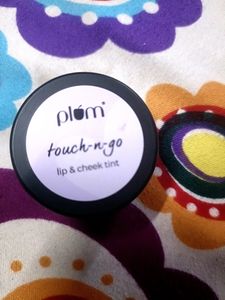 plum
touch-n-go
lip & cheek tint